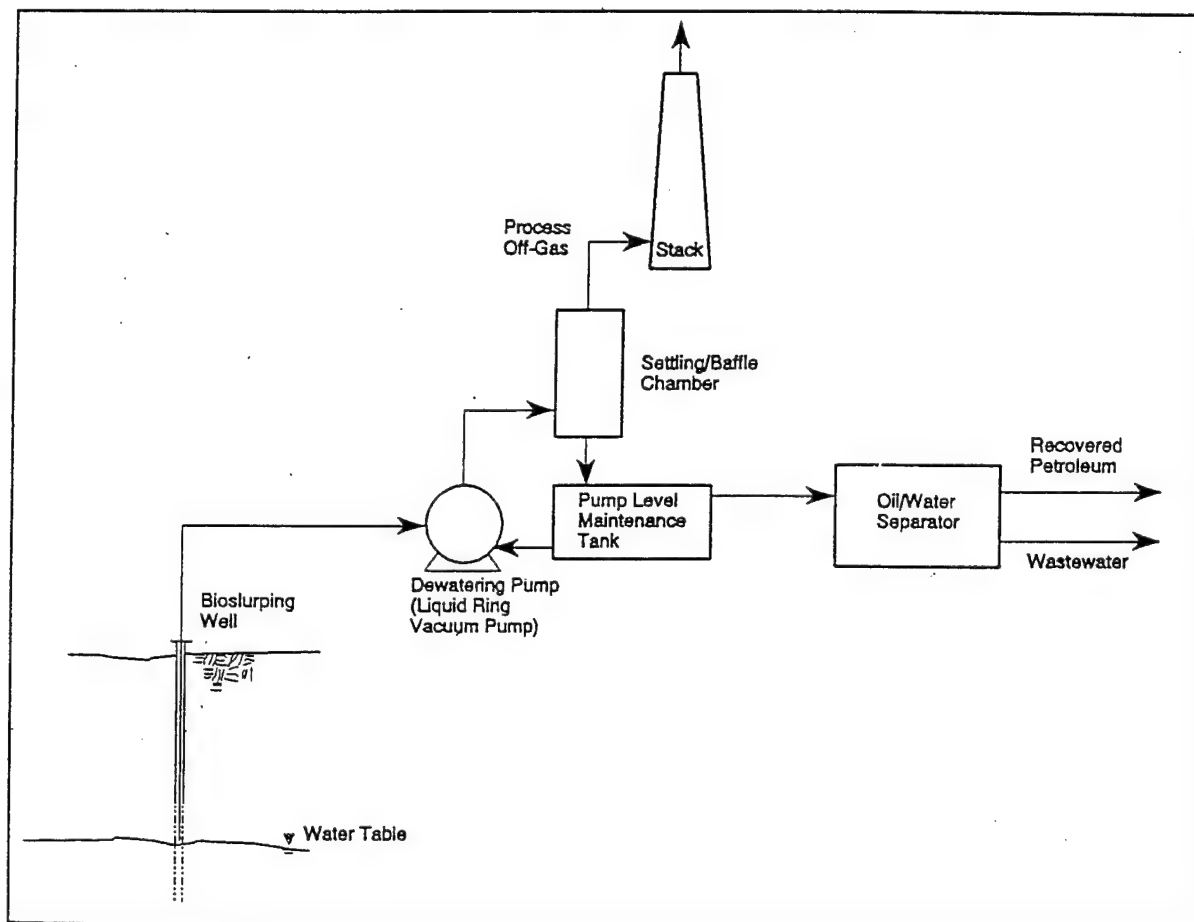 Process
Off-Gas
Stack
Settling/Baffle
Chamber
Recovered
Petroleum
Pump Level
Maintenance
Tank
Oil/Water
Separator
Wastewater
Dewatering Pump
(Liquid Ring
Vacuum Pump)
Bioslurping
Well
Water Table